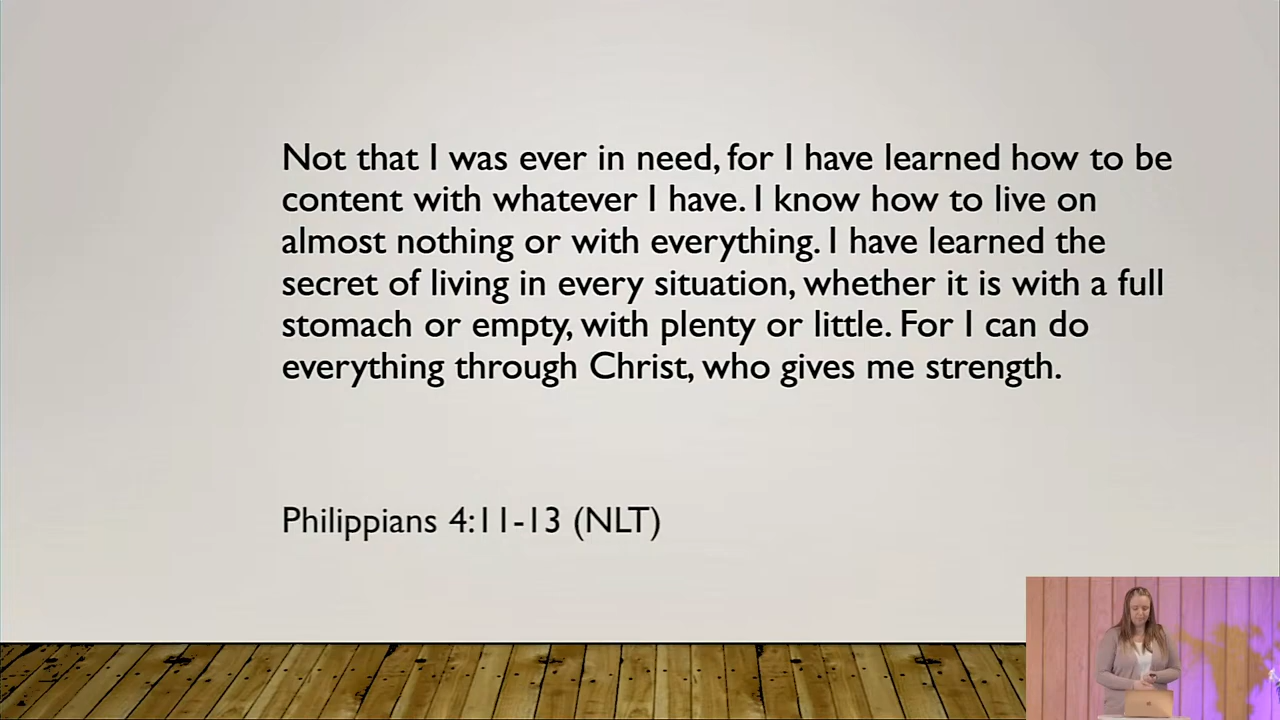 Not that I was ever in need, for I have learned how to be
content with whatever I have. I know how to live on
almost nothing or with everything. I have learned the
secret of living in every situation, whether it is with a full
stomach or empty, with plenty or little. For I can do
everything through Christ, who gives me strength.
Philippians 4:11-13 (NLT)